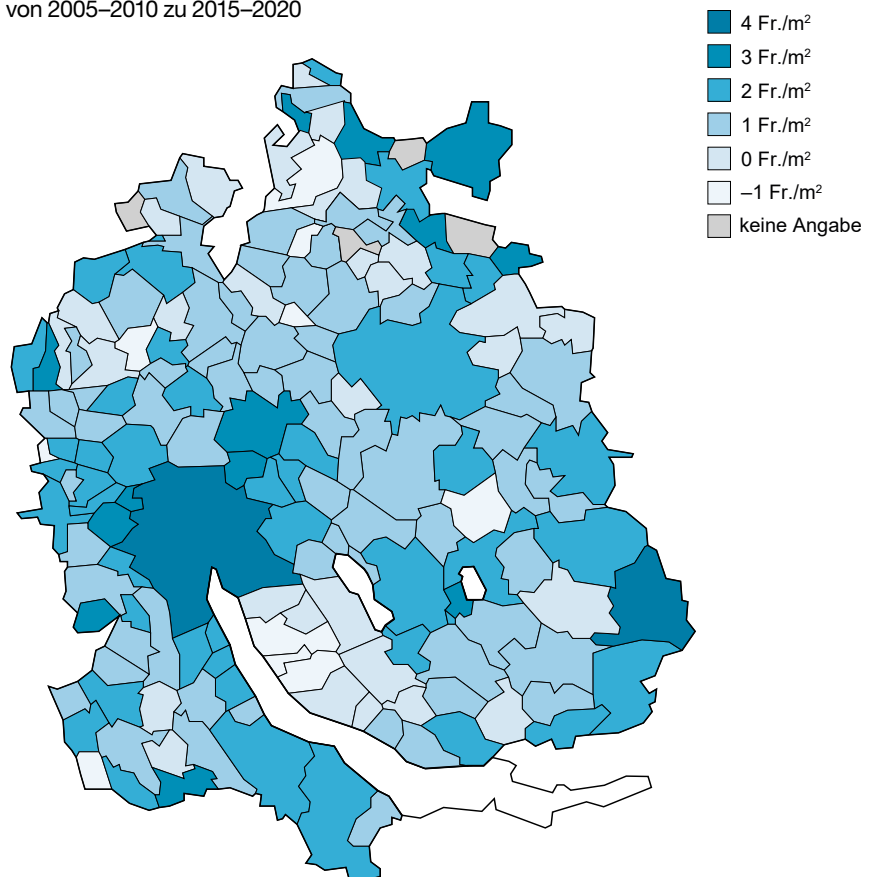 von 2005–2010 zu 2015–2020
4 Fr./m²
3 Fr./m²
2 Fr./m²
1 Fr./m²
0 Fr./m²
–1 Fr./m²
keine Angabe